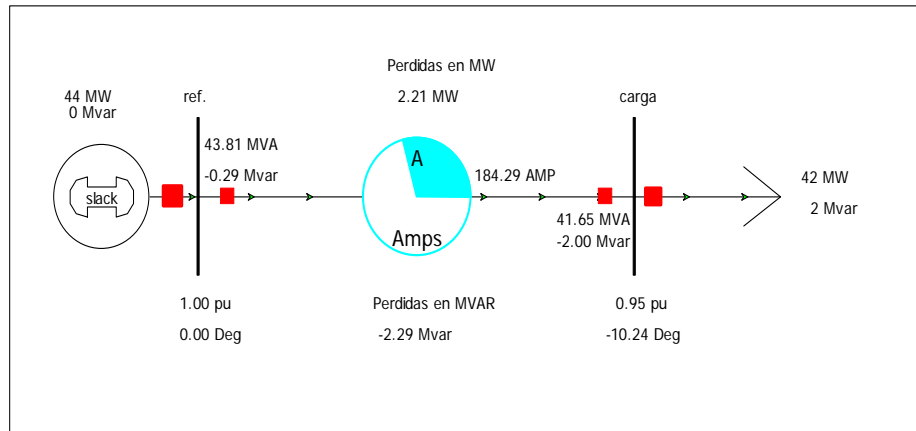 Perdidas en MW
2.21 MW
44 MW
0 Mvar
ref.
carga
43.81 MVA
-0.29 Mvar
slack
A
Amps
184.29 AMP
41.65 MVA
-2.00 Mvar
42 MW
2 Mvar
1.00 pu
0.00 Deg
Perdidas en MVAR
-2.29 Mvar
0.95 pu
-10.24 Deg